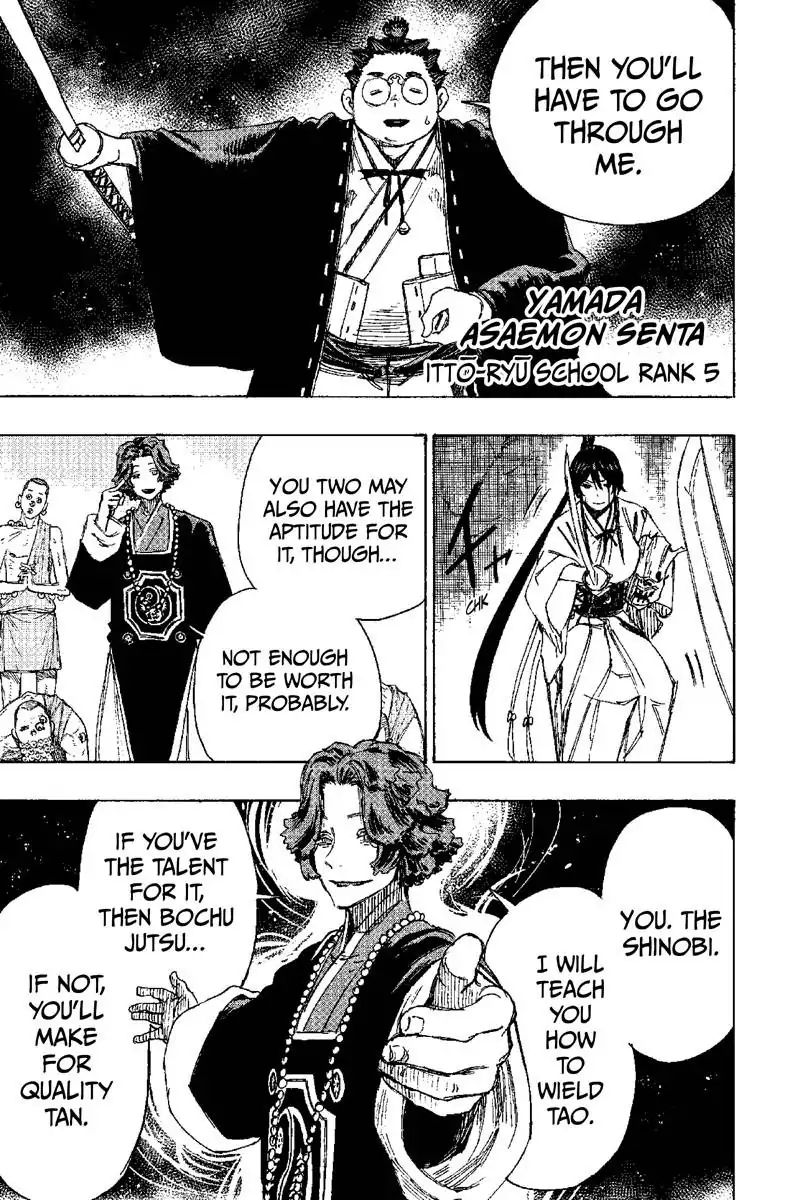 THEN YOU'LL
HAVE TO GO
THROUGH
ME.
YAMADA
ASAEMON SENTA
ITTŌ-RYŪ SCHOOL RANK 5
CHK
YOU TWO MAY
ALSO HAVE THE
APTITUDE FOR
IT, THOUGH...
NOT ENOUGH
TO BE WORTH
IT, PROBABLY.
YOU. THE
SHINOBI.
I WILL
TEACH
YOU
HOW
TO
WIELD
TAO.
IF YOU'VE
THE TALENT
FOR IT,
THEN BOCHU
JUTSU...
IF NOT,
YOU'LL
MAKE
FOR
QUALITY
TAN.